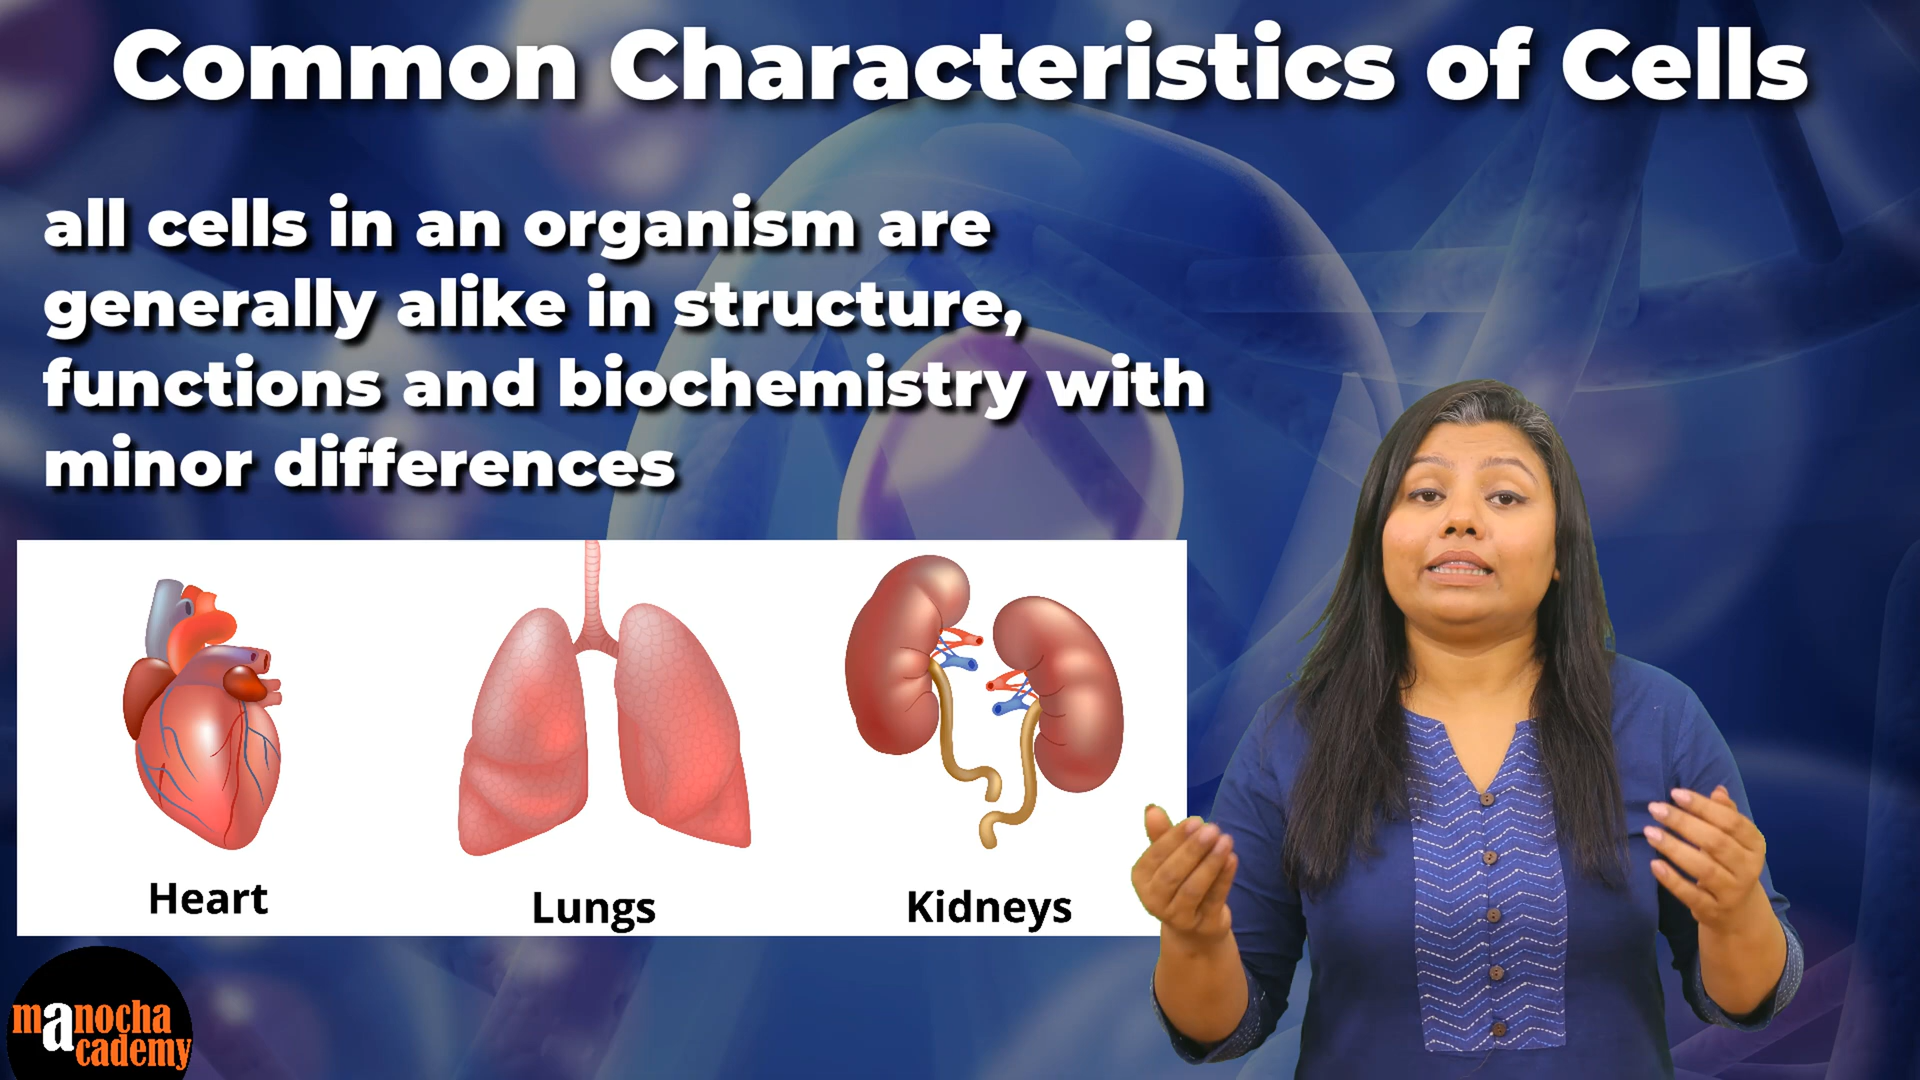 Common Characteristics of Cells
all cells in an organism are
generally alike in structure,
functions and biochemistry with
minor differences
Heart
Lungs
Kidneys
manocha
cademy